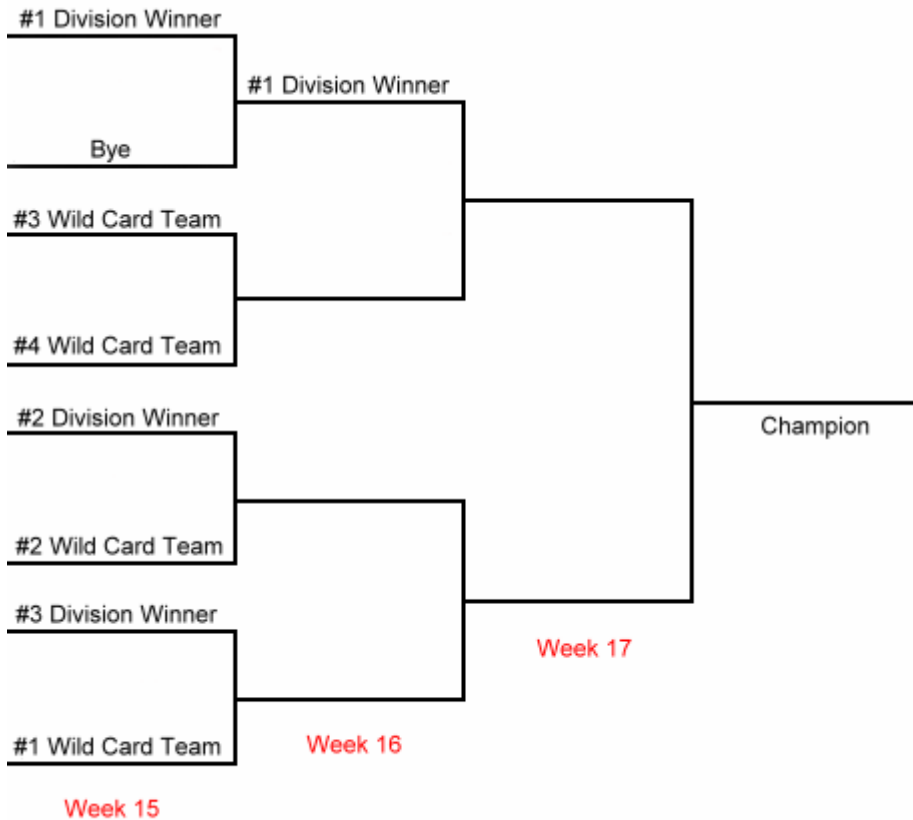 #1 Division Winner
#1 Division Winner
Bye
#3 Wild Card Team
#4 Wild Card Team
#2 Division Winner
Champion
#2 Wild Card Team
#3 Division Winner
Week 17
#1 Wild Card Team
Week 16
Week 15